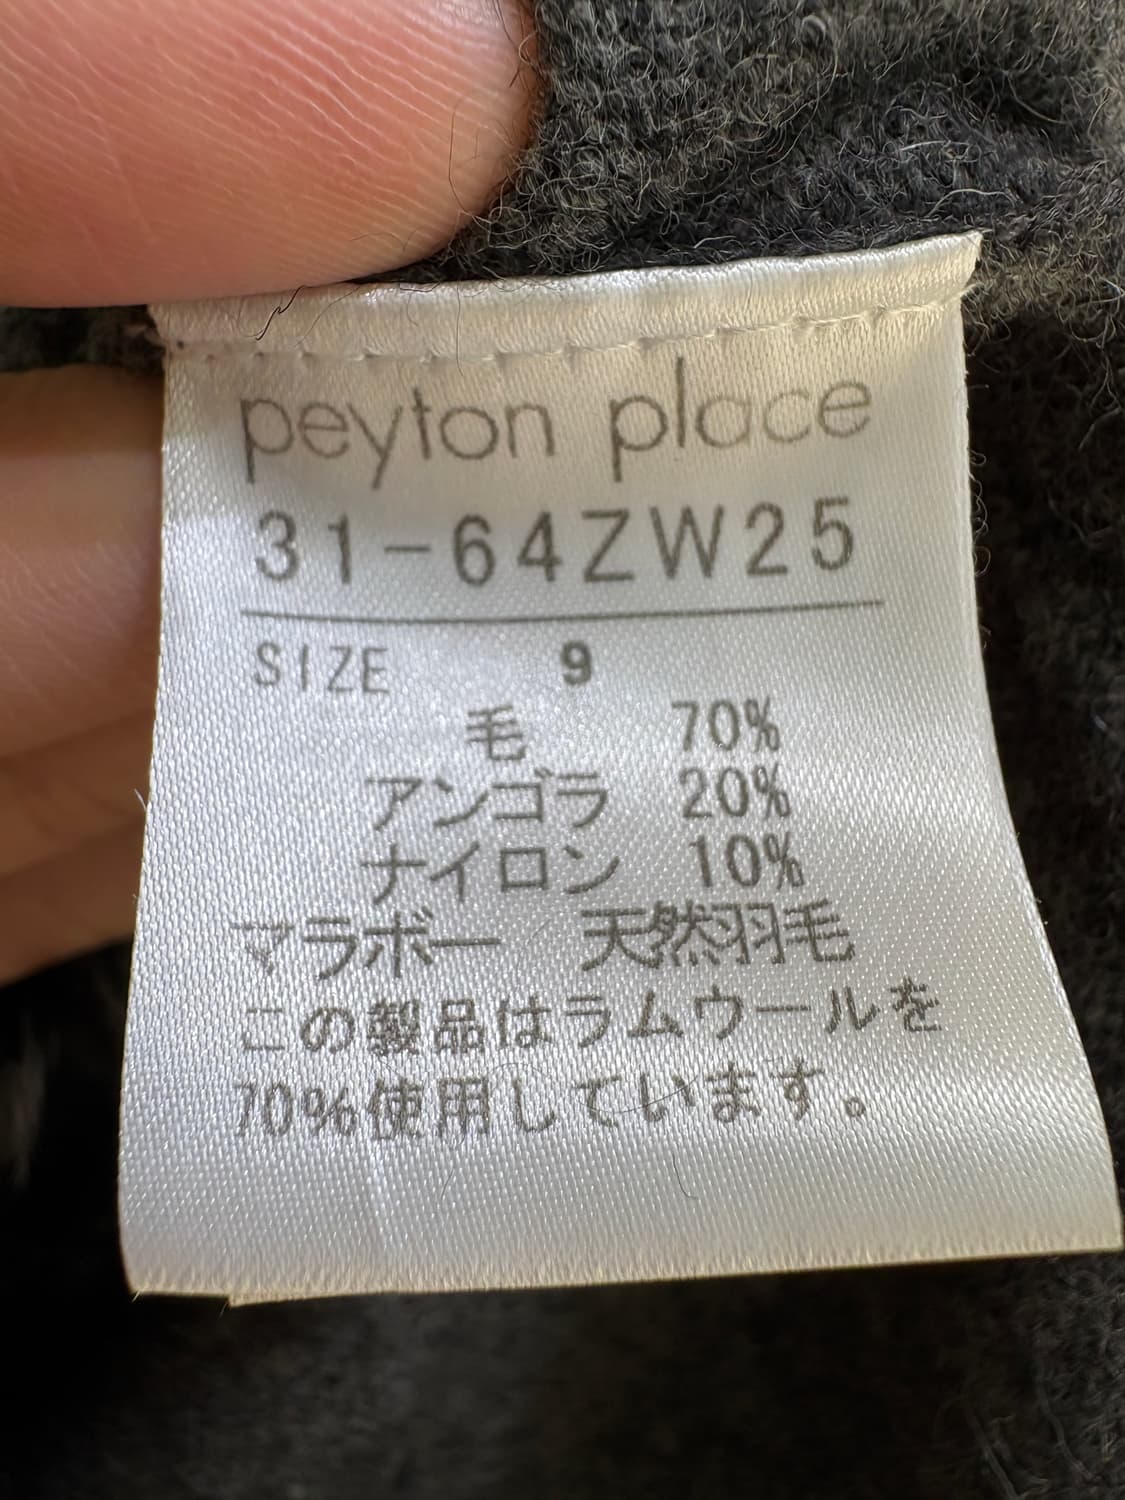 peyton place
31-64ZW25
SIZE 9
毛 70%
アンゴラ 20%
ナイロン 10%
マラボー 天然羽毛
この製品はラムウールを
70%使用しています。